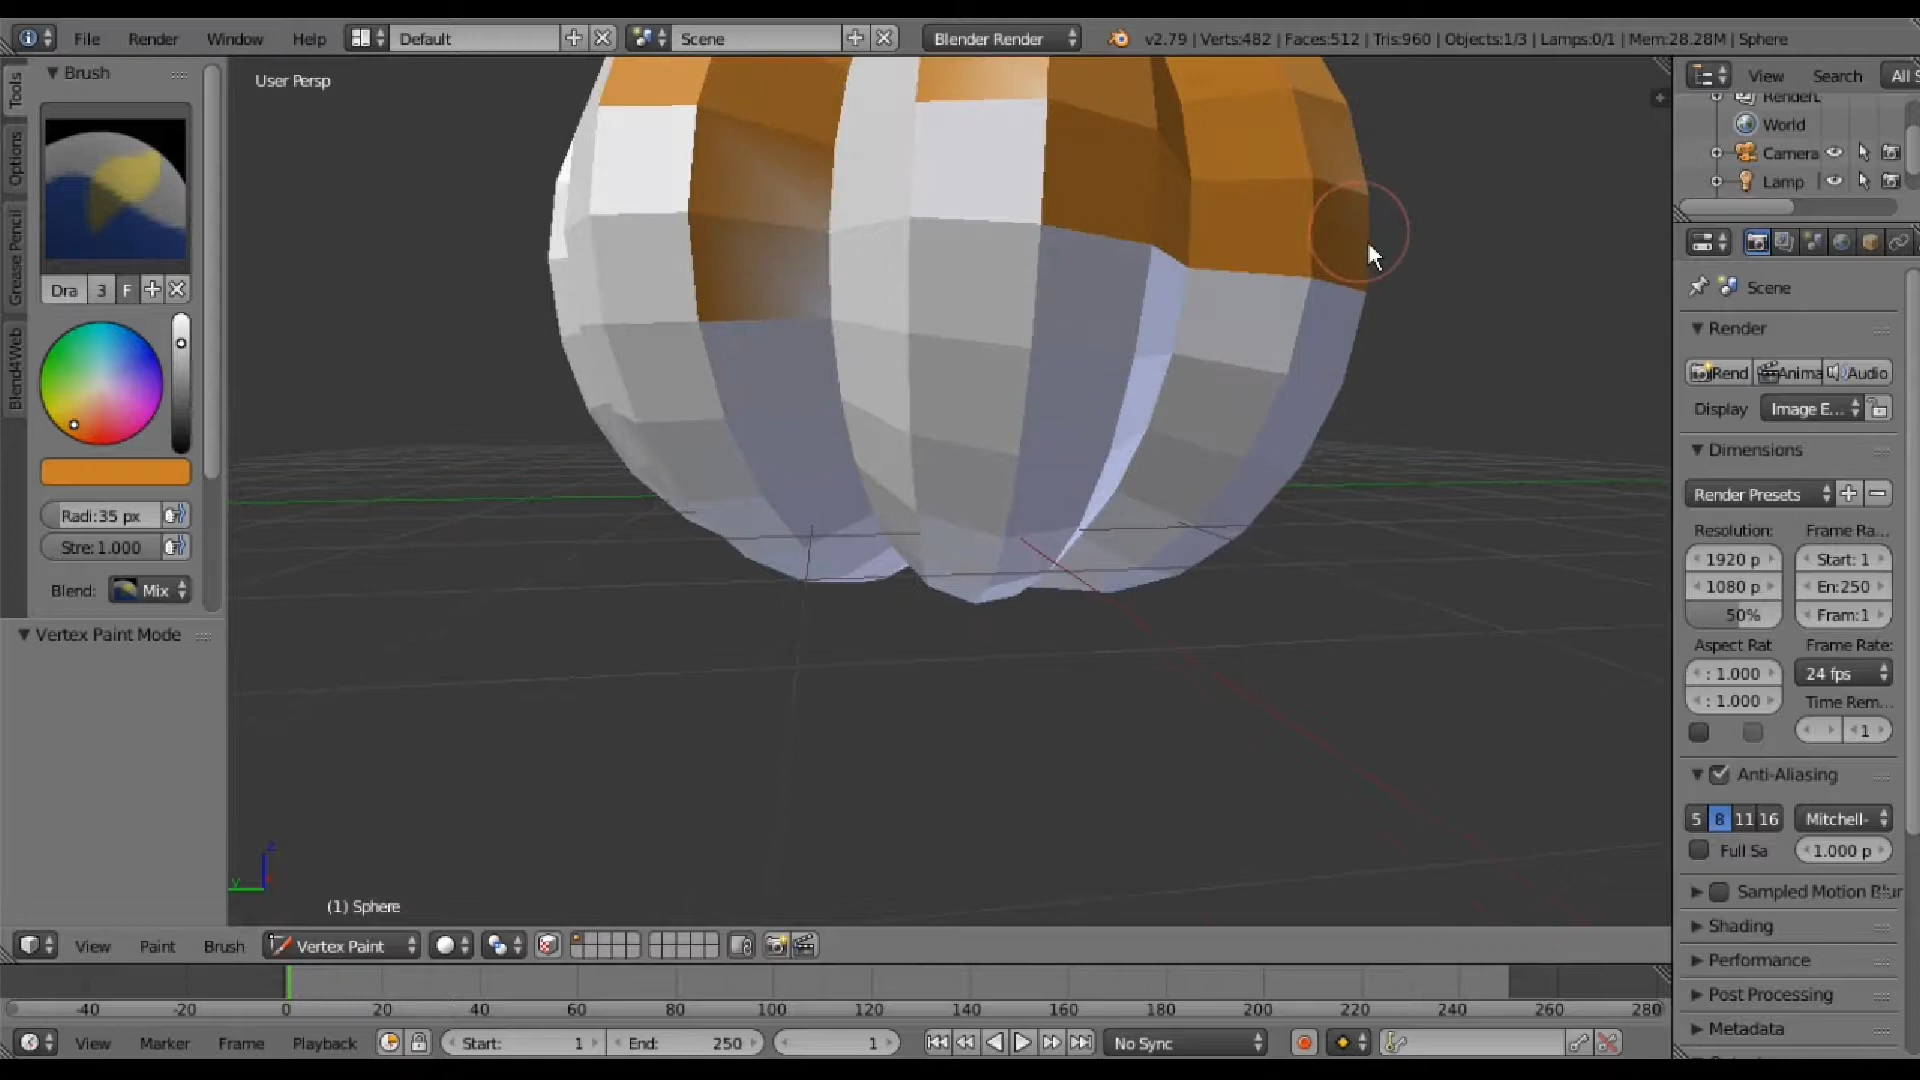 File Render Window Help Default Scene Blender Render v2.79 | Verts:482 | Faces:512 | Tris:960 | Objects:1/3 | Lamps:0/1 | Mem:28.28M | Sphere
Brush
User Persp
View Search All S
World
Camera
Lamp
Tools
Options
Grease Pencil
Blend4Web
Dra 3 F
Scene
Render
Rend Anima Audio
Display Image E...
Dimensions
Render Presets
Resolution: Frame Ra...
1920 p Start: 1
1080 p En:250
50% Fram:1
Aspect Rat Frame Rate:
: 1.000 24 fps
: 1.000 Time Rem...
1
Radi:35 px
Stre: 1.000
Blend: Mix
Vertex Paint Mode
Anti-Aliasing
5 8 11 16 Mitchell-
Full Sa 1.000 p
Sampled Motion Blur
Shading
Performance
Post Processing
Metadata
z
y
(1) Sphere
View Paint Brush Vertex Paint
-40 -20 0 20 40 60 80 100 120 140 160 180 200 220 240 260 280
View Marker Frame Playback Start: 1 End: 250 1 No Sync